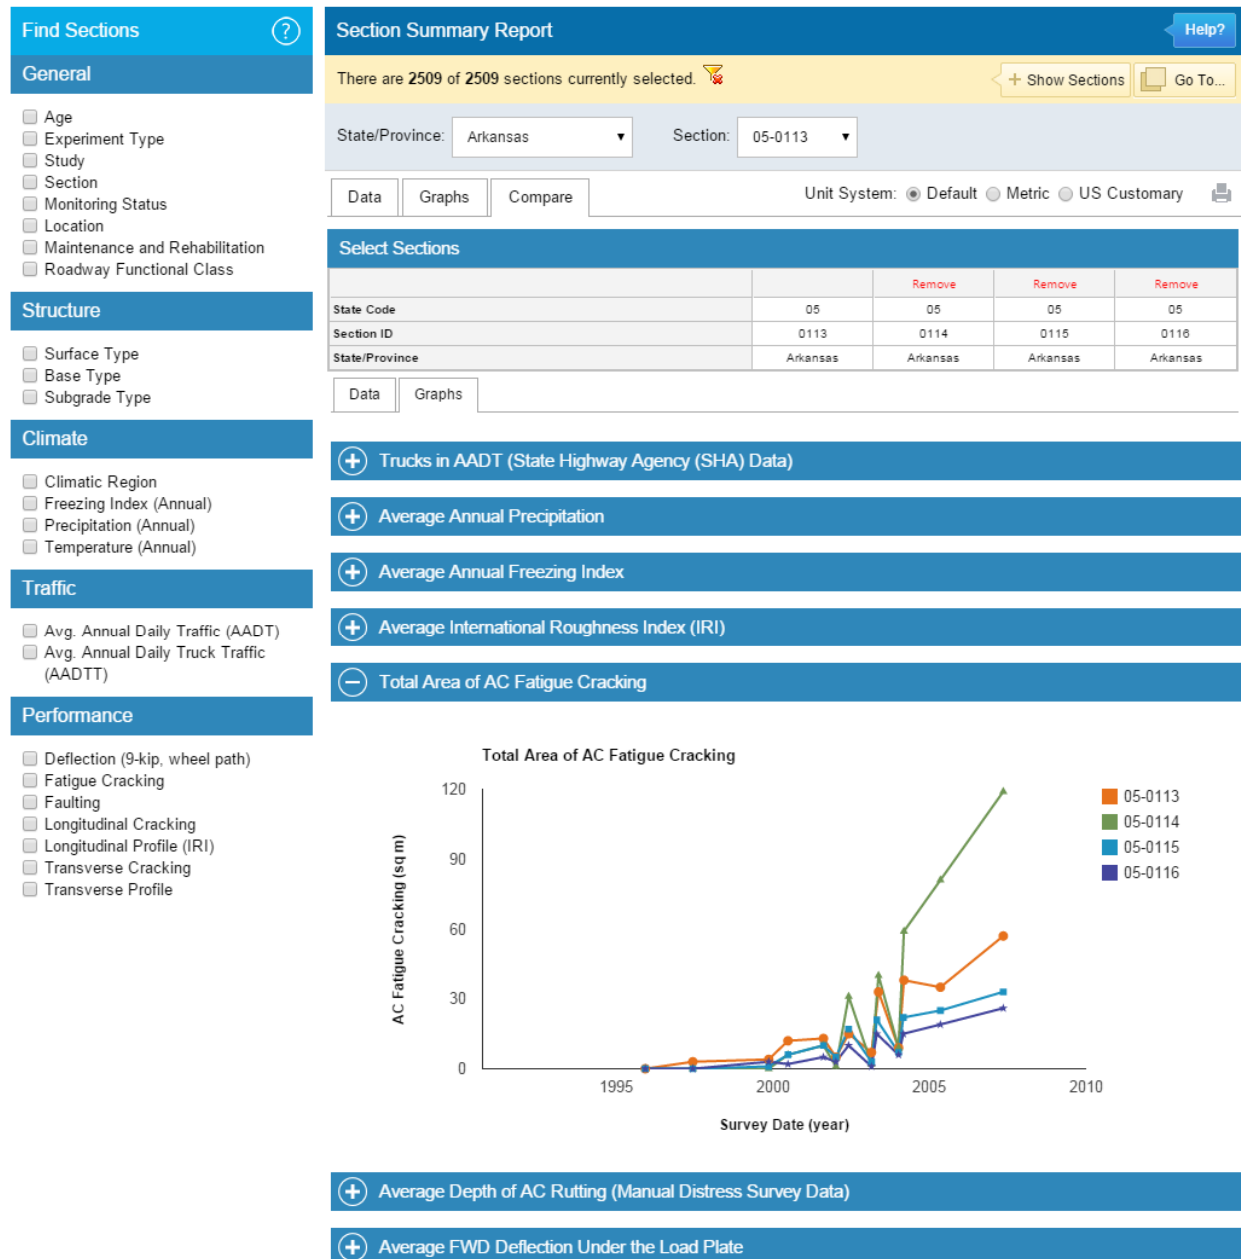 Find Sections
?
General
Age
Experiment Type
Study
Section
Monitoring Status
Location
Maintenance and Rehabilitation
Roadway Functional Class
Structure
Surface Type
Base Type
Subgrade Type
Climate
Climatic Region
Freezing Index (Annual)
Precipitation (Annual)
Temperature (Annual)
Traffic
Avg. Annual Daily Traffic (AADT)
Avg. Annual Daily Truck Traffic
(AADTT)
Performance
Deflection (9-kip, wheel path)
Fatigue Cracking
Faulting
Longitudinal Cracking
Longitudinal Profile (IRI)
Transverse Cracking
Transverse Profile
Section Summary Report
Help?
There are 2509 of 2509 sections currently selected.
+ Show Sections
Go To...
State/Province: Arkansas Section: 05-0113
Data Graphs Compare
Unit System: Default Metric US Customary
Select Sections
Remove Remove Remove
State Code 05 05 05 05
Section ID 0113 0114 0115 0116
State/Province Arkansas Arkansas Arkansas Arkansas
Data Graphs
Trucks in AADT (State Highway Agency (SHA) Data)
Average Annual Precipitation
Average Annual Freezing Index
Average International Roughness Index (IRI)
Total Area of AC Fatigue Cracking
Total Area of AC Fatigue Cracking
AC Fatigue Cracking (sq m)
120
90
60
30
0
1995 2000 2005 2010
Survey Date (year)
05-0113
05-0114
05-0115
05-0116
Average Depth of AC Rutting (Manual Distress Survey Data)
Average FWD Deflection Under the Load Plate